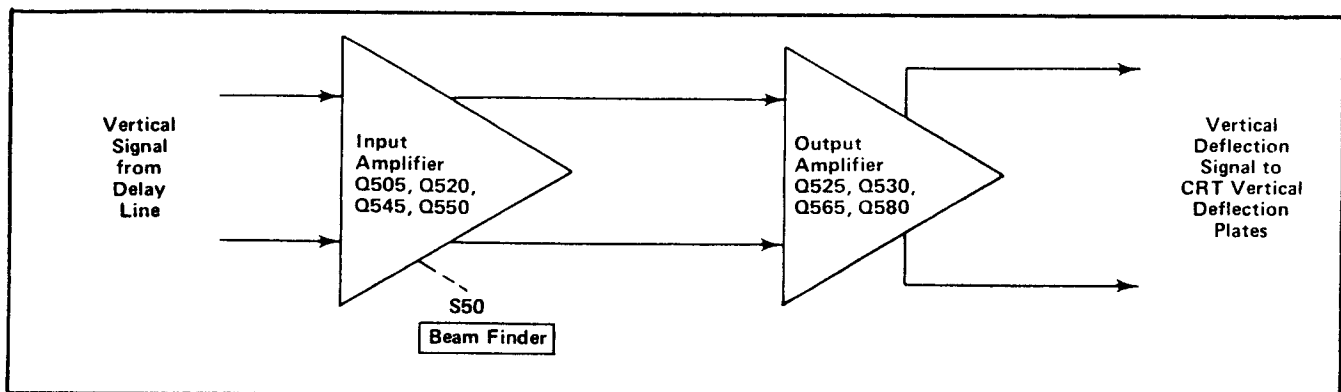 Vertical
Signal
from
Delay
Line
Input
Amplifier
Q505, Q520,
Q545, Q550
S50
Beam Finder
Output
Amplifier
Q525, Q530,
Q565, Q580
Vertical
Deflection
Signal to
CRT Vertical
Deflection
Plates